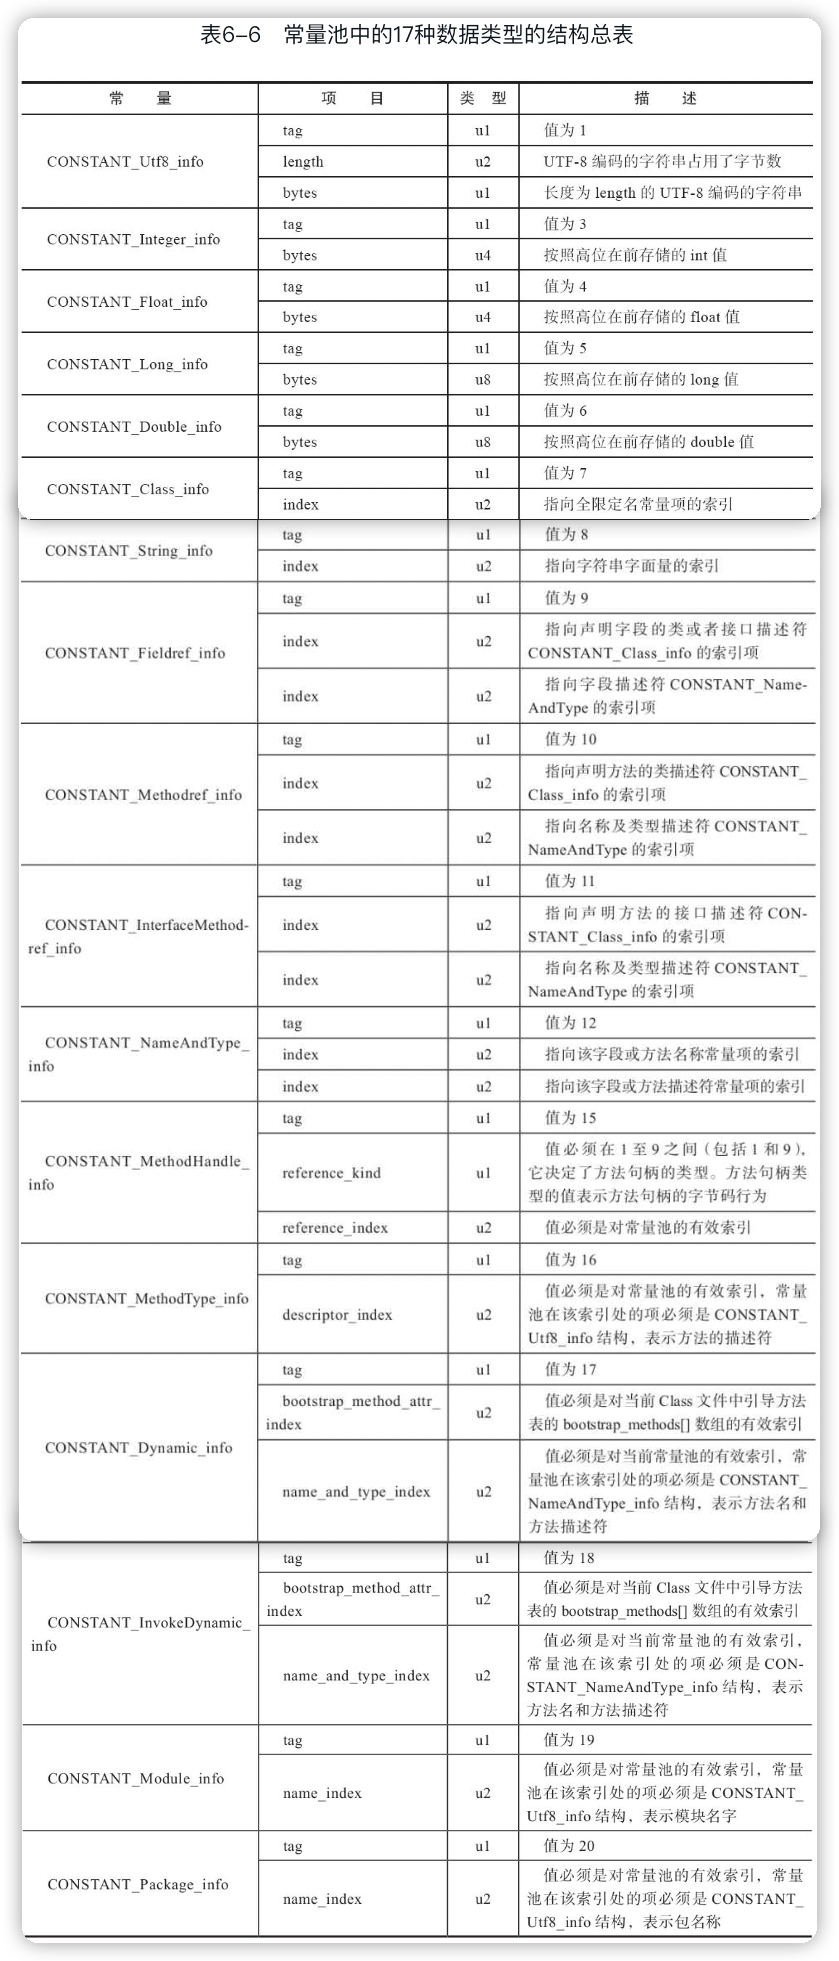 表6-6 常量池中的17种数据类型的结构总表
常 量 项 目 类 型 描 述
CONSTANT_Utf8_info
tag u1 值为 1
length u2 UTF-8 编码的字符串占用了字节数
bytes u1 长度为 length 的 UTF-8 编码的字符串
CONSTANT_Integer_info
tag u1 值为 3
bytes u4 按照高位在前存储的 int 值
CONSTANT_Float_info
tag u1 值为 4
bytes u4 按照高位在前存储的 float 值
CONSTANT_Long_info
tag u1 值为 5
bytes u8 按照高位在前存储的 long 值
CONSTANT_Double_info
tag u1 值为 6
bytes u8 按照高位在前存储的 double 值
CONSTANT_Class_info
tag u1 值为 7
index u2 指向全限定名常量项的索引
CONSTANT_String_info
tag u1 值为 8
index u2 指向字符串字面量的索引
CONSTANT_Fieldref_info
tag u1 值为 9
index u2 指向声明字段的类或者接口描述符
CONSTANT_Class_info 的索引项
index u2 指向字段描述符 CONSTANT_Name-
AndType 的索引项
CONSTANT_Methodref_info
tag u1 值为 10
index u2 指向声明方法的类描述符 CONSTANT_
Class_info 的索引项
index u2 指向名称及类型描述符 CONSTANT_
NameAndType 的索引项
CONSTANT_InterfaceMethod-
ref_info
tag u1 值为 11
index u2 指向声明方法的接口描述符 CON-
STANT_Class_info 的索引项
index u2 指向名称及类型描述符 CONSTANT_
NameAndType 的索引项
CONSTANT_NameAndType_
info
tag u1 值为 12
index u2 指向该字段或方法名称常量项的索引
index u2 指向该字段或方法描述符常量项的索引
CONSTANT_MethodHandle_
info
tag u1 值为 15
reference_kind u1 值必须在 1 至 9 之间（包括 1 和 9），
它决定了方法句柄的类型。方法句柄类
型的值表示方法句柄的字节码行为
reference_index u2 值必须是对常量池的有效索引
CONSTANT_MethodType_info
tag u1 值为 16
descriptor_index u2 值必须是对常量池的有效索引，常量
池在该索引处的项必须是 CONSTANT_
Utf8_info 结构，表示方法的描述符
CONSTANT_Dynamic_info
tag u1 值为 17
bootstrap_method_attr_
index u2 值必须是对当前 Class 文件中引导方法
表的 bootstrap_methods[] 数组的有效索引
name_and_type_index u2 值必须是对当前常量池的有效索引，常
量池在该索引处的项必须是 CONSTANT_
NameAndType_info 结构，表示方法名和
方法描述符
CONSTANT_InvokeDynamic_
info
tag u1 值为 18
bootstrap_method_attr_
index u2 值必须是对当前 Class 文件中引导方法
表的 bootstrap_methods[] 数组的有效索引
name_and_type_index u2 值必须是对当前常量池的有效索引，
常量池在该索引处的项必须是 CON-
STANT_NameAndType_info 结构，表示
方法名和方法描述符
CONSTANT_Module_info
tag u1 值为 19
name_index u2 值必须是对常量池的有效索引，常量
池在该索引处的项必须是 CONSTANT_
Utf8_info 结构，表示模块名字
CONSTANT_Package_info
tag u1 值为 20
name_index u2 值必须是对常量池的有效索引，常量
池在该索引处的项必须是 CONSTANT_
Utf8_info 结构，表示包名称